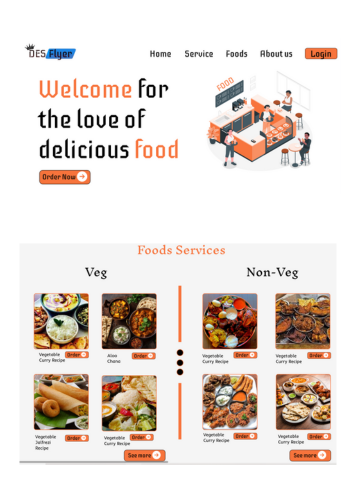 DES Flyer
Home Service Foods About us Login
FOOD
Welcome for
the love of
delicious food
Order Now
Foods Services
Veg Non-Veg
Vegetable
Curry Recipe
Order
Aloo
Chana
Order
Vegetable
Curry Recipe
Order
Vegetable
Curry Recipe
Order
Vegetable
Jalfrezi
Recipe
Order
Vegetable
Curry Recipe
Order
Vegetable
Curry Recipe
Order
Vegetable
Curry Recipe
Order
See more
See more